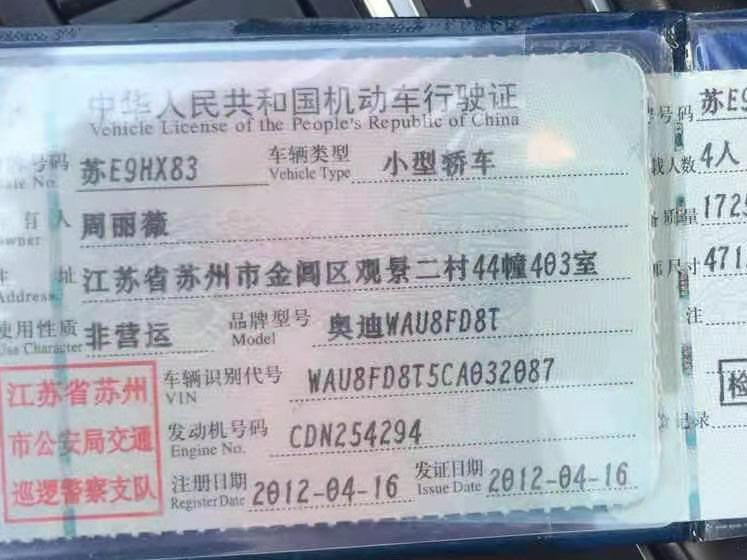 中华人民共和国机动车行驶证
Vehicle License of the People's Republic of China
号码 苏E9HX83 车辆类型 小型轿车
Plate No. Vehicle Type
有人 周丽薇
Owner
址 江苏省苏州市金阊区观景二村44幢403室
Address
使用性质 非营运 品牌型号 奥迪WAU8FD8T
Use Character Model
车辆识别代号 WAU8FD8T5CA032087
VIN
发动机号码 CDN254294
Engine No.
注册日期 2012-04-16 发证日期 2012-04-16
Register Date Issue Date
江苏省苏州
市公安局交通
巡逻警察支队
号码 苏E9
载人数 4人
质量 172
尺寸 471
注
检
记录